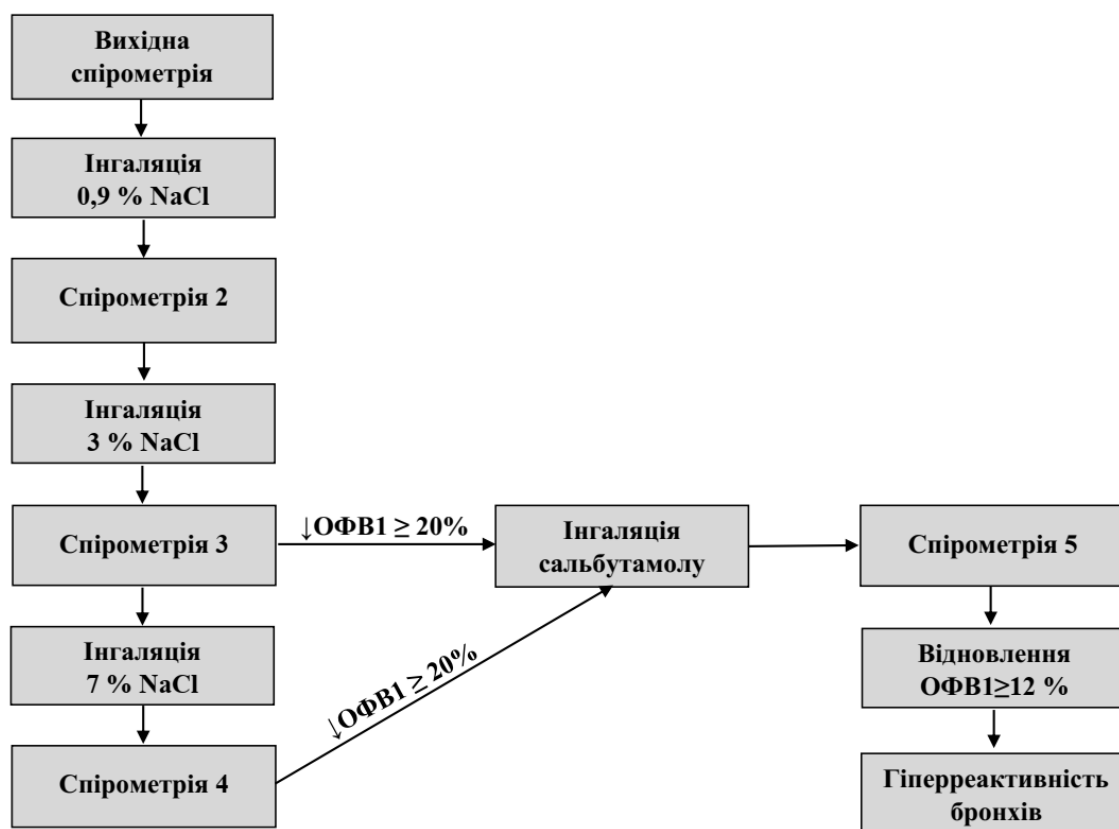 Вихідна
спірометрія
Інгаляція
0,9 % NaCl
Спірометрія 2
Інгаляція
3 % NaCl
Спірометрія 3
↓ОФВ1 ≥ 20%
Інгаляція
сальбутамолу
Спірометрія 5
Інгаляція
7 % NaCl
↓ОФВ1 ≥ 20%
Відновлення
ОФВ1≥12 %
Спірометрія 4
Гіперреактивність
бронхів